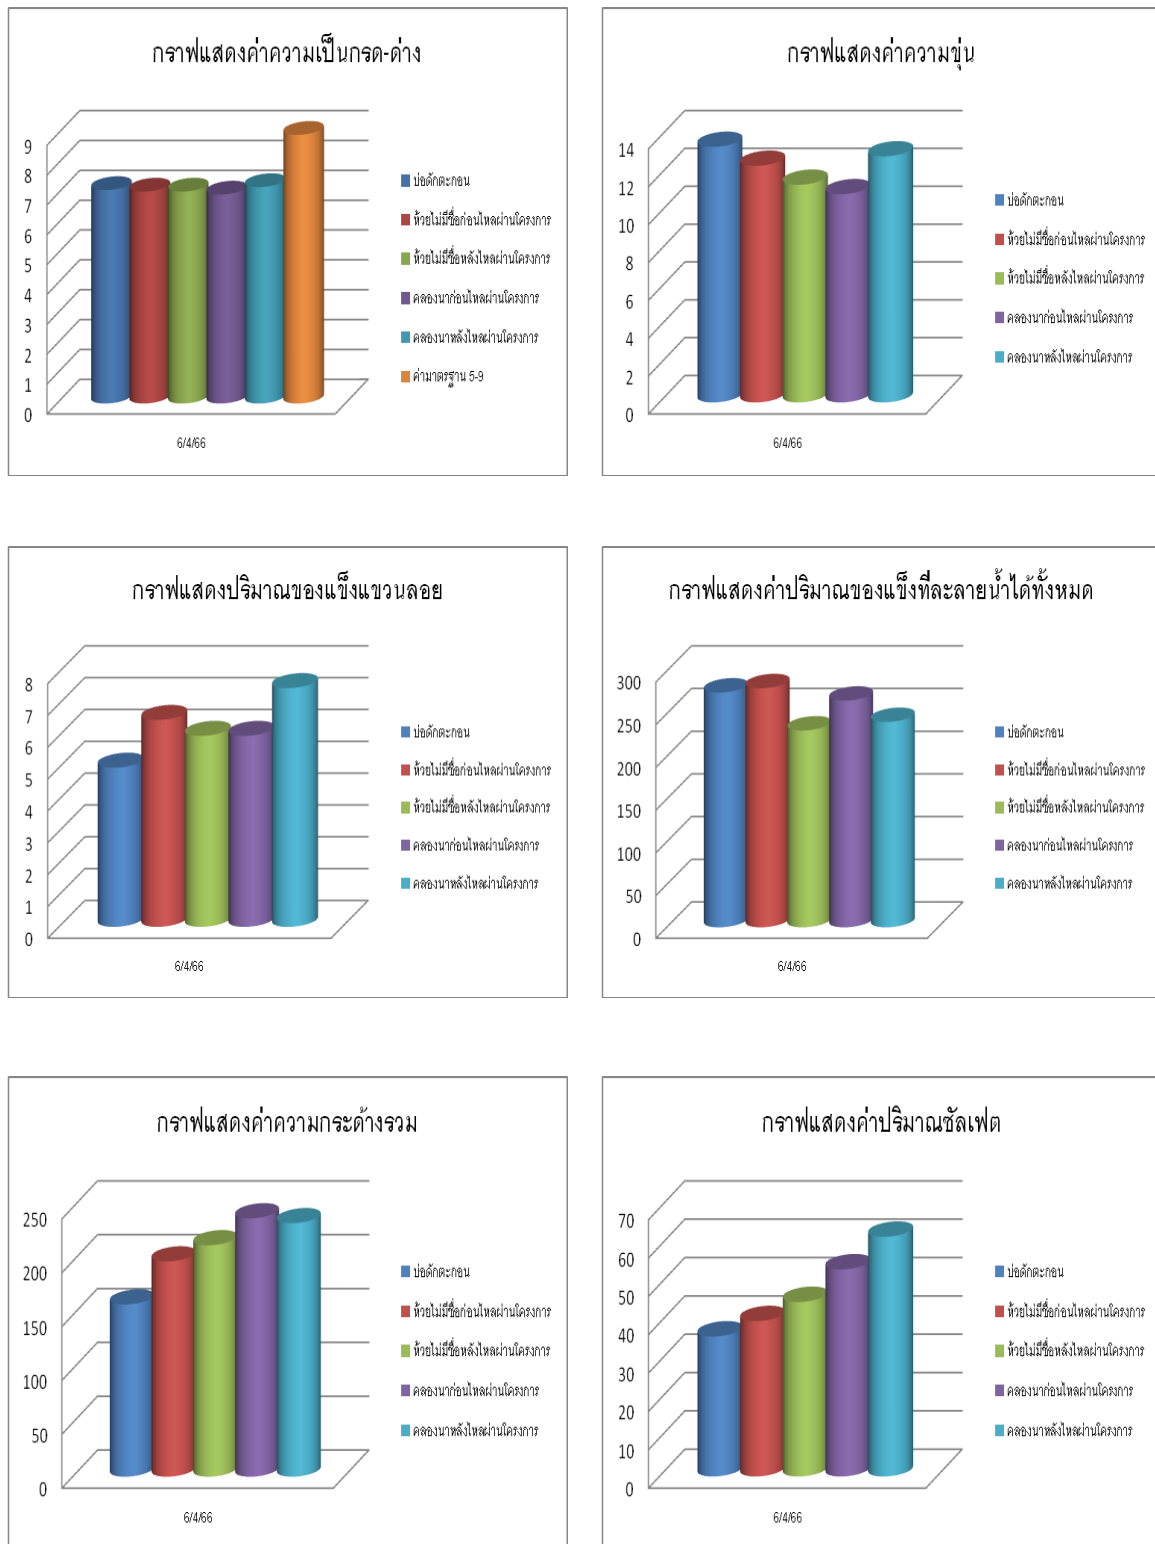 กราฟแสดงค่าความเป็นกรด-ด่าง
9
8
7
6
5
4
3
2
1
0
6/4/66
บ่อดักตะกอน
ห้วยไม่มีชื่อก่อนไหลผ่านโครงการ
ห้วยไม่มีชื่อหลังไหลผ่านโครงการ
คลองนาก่อนไหลผ่านโครงการ
คลองนาหลังไหลผ่านโครงการ
ค่ามาตรฐาน 5-9
กราฟแสดงค่าความขุ่น
14
12
10
8
6
4
2
0
6/4/66
บ่อดักตะกอน
ห้วยไม่มีชื่อก่อนไหลผ่านโครงการ
ห้วยไม่มีชื่อหลังไหลผ่านโครงการ
คลองนาก่อนไหลผ่านโครงการ
คลองนาหลังไหลผ่านโครงการ
กราฟแสดงปริมาณของแข็งแขวนลอย
8
7
6
5
4
3
2
1
0
6/4/66
บ่อดักตะกอน
ห้วยไม่มีชื่อก่อนไหลผ่านโครงการ
ห้วยไม่มีชื่อหลังไหลผ่านโครงการ
คลองนาก่อนไหลผ่านโครงการ
คลองนาหลังไหลผ่านโครงการ
กราฟแสดงค่าปริมาณของแข็งที่ละลายน้ำได้ทั้งหมด
300
250
200
150
100
50
0
6/4/66
บ่อดักตะกอน
ห้วยไม่มีชื่อก่อนไหลผ่านโครงการ
ห้วยไม่มีชื่อหลังไหลผ่านโครงการ
คลองนาก่อนไหลผ่านโครงการ
คลองนาหลังไหลผ่านโครงการ
กราฟแสดงค่าความกระด้างรวม
250
200
150
100
50
0
6/4/66
บ่อดักตะกอน
ห้วยไม่มีชื่อก่อนไหลผ่านโครงการ
ห้วยไม่มีชื่อหลังไหลผ่านโครงการ
คลองนาก่อนไหลผ่านโครงการ
คลองนาหลังไหลผ่านโครงการ
กราฟแสดงค่าปริมาณซัลเฟต
70
60
50
40
30
20
10
0
6/4/66
บ่อดักตะกอน
ห้วยไม่มีชื่อก่อนไหลผ่านโครงการ
ห้วยไม่มีชื่อหลังไหลผ่านโครงการ
คลองนาก่อนไหลผ่านโครงการ
คลองนาหลังไหลผ่านโครงการ